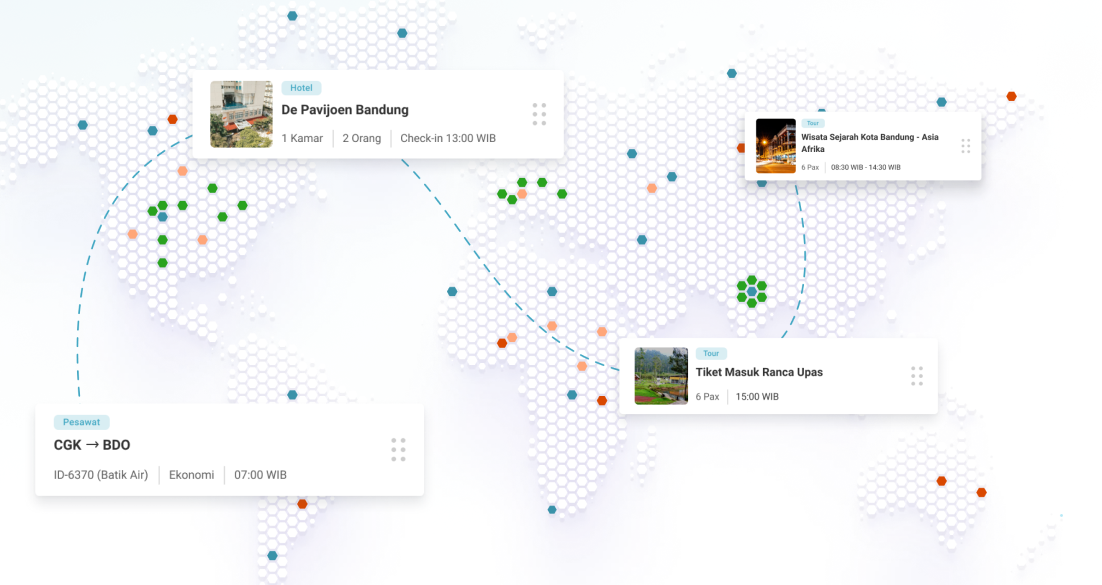 Hotel
De Pavijoen Bandung
1 Kamar | 2 Orang | Check-in 13:00 WIB
Tour
Wisata Sejarah Kota Bandung - Asia
Afrika
6 Pax | 08:30 WIB - 14:30 WIB
Tour
Tiket Masuk Ranca Upas
6 Pax | 15:00 WIB
Pesawat
CGK → BDO
ID-6370 (Batik Air) | Ekonomi | 07:00 WIB